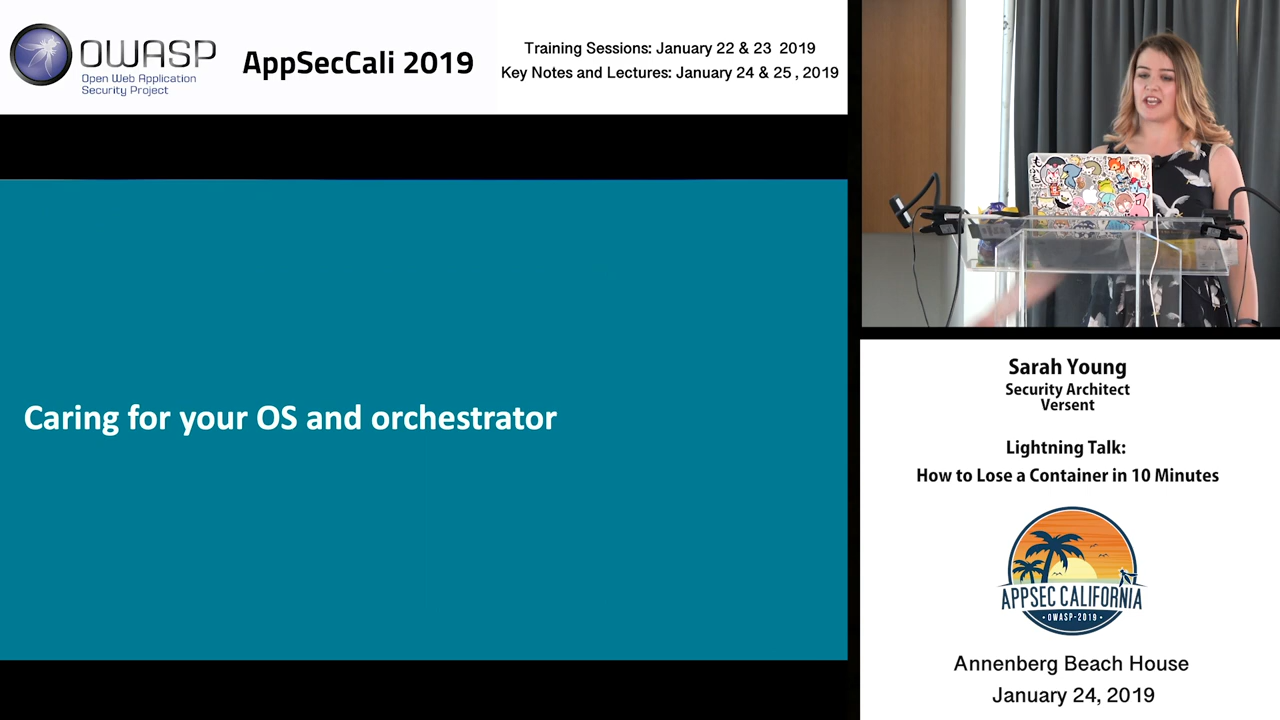 OWASP
Open Web Application
Security Project
AppSecCali 2019
Training Sessions: January 22 & 23 2019
Key Notes and Lectures: January 24 & 25 , 2019
Caring for your OS and orchestrator
Sarah Young
Security Architect
Versent
Lightning Talk:
How to Lose a Container in 10 Minutes
APPSEC CALIFORNIA
• OWASP-2019 •
Annenberg Beach House
January 24, 2019